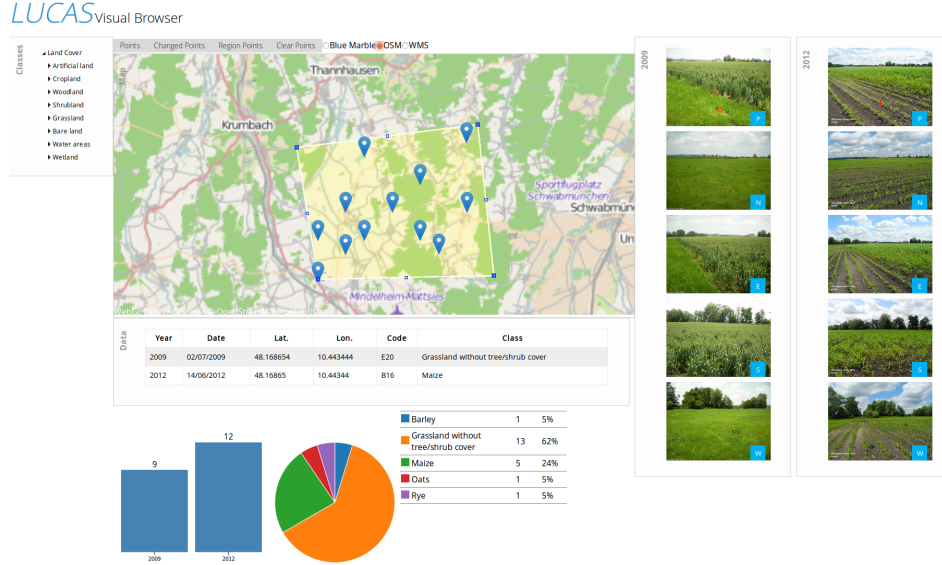 LUCAS Visual Browser
Classes
Land Cover
Artificial land
Cropland
Woodland
Shrubland
Grassland
Bare land
Water areas
Wetland
Points Changed Points Region Points Clear Points Blue Marble OSM WMS
Map
Thannhausen
Krumbach
Sportflugplatz
Schwabmünchen
Mindelheim-Mattsies
Data
Year Date Lat. Lon. Code Class
2009 02/07/2009 48.168654 10.443444 E20 Grassland without tree/shrub cover
2012 14/06/2012 48.16865 10.44344 B16 Maize
9
12
2009
2012
Barley 1 5%
Grassland without
tree/shrub cover 13 62%
Maize 5 24%
Oats 1 5%
Rye 1 5%
2009
P
N
E
S
W
2012
P
N
E
S
W